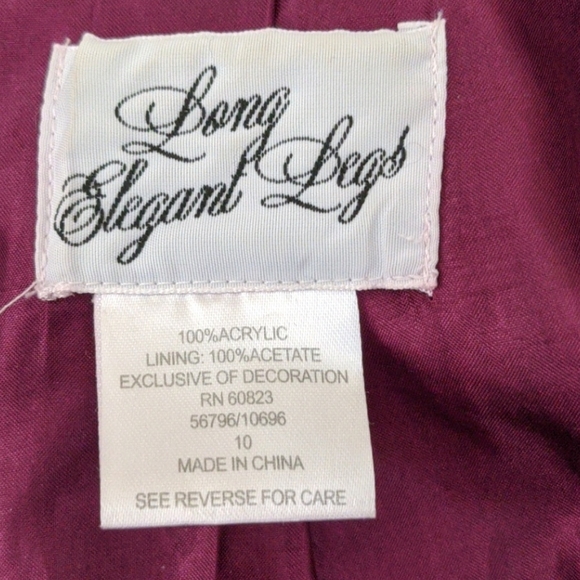 Long
Elegant Legs
100%ACRYLIC
LINING: 100%ACETATE
EXCLUSIVE OF DECORATION
RN 60823
56796/10696
10
MADE IN CHINA
SEE REVERSE FOR CARE